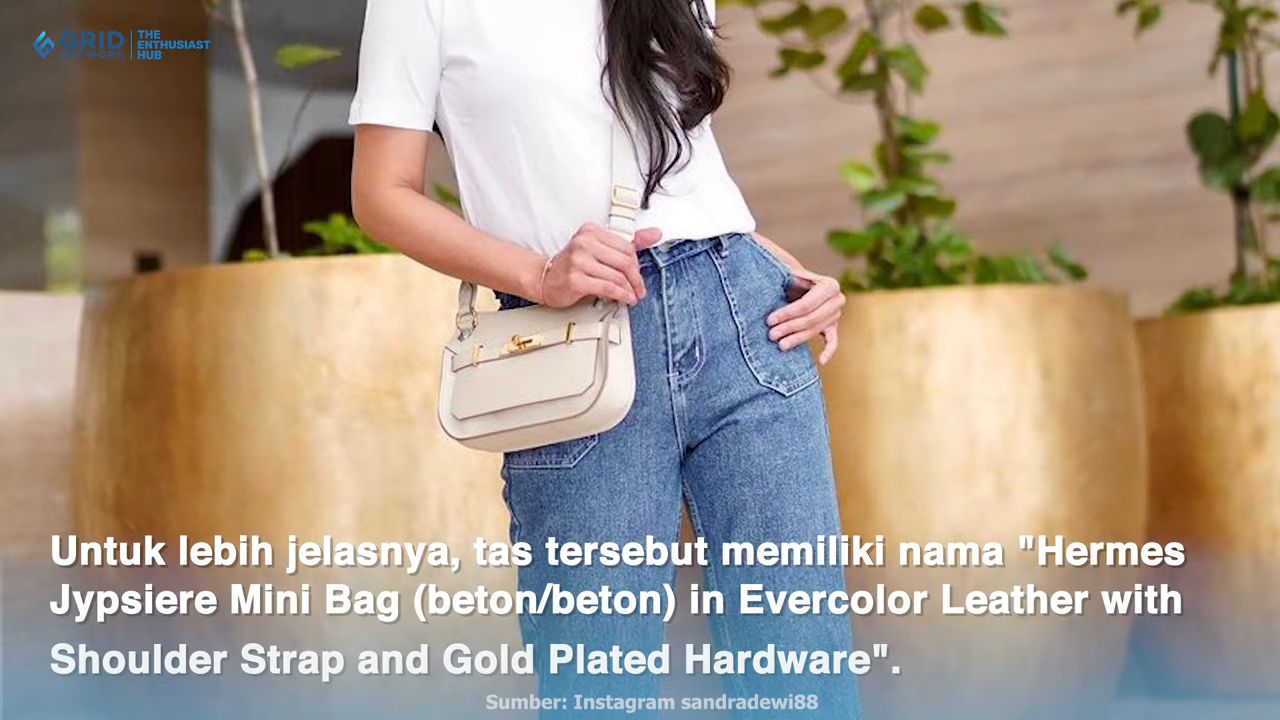 GRID
NETWORK
THE
ENTHUSIAST
HUB
Untuk lebih jelasnya, tas tersebut memiliki nama "Hermes
Jypsiere Mini Bag (beton/beton) in Evercolor Leather with
Shoulder Strap and Gold Plated Hardware".
Sumber: Instagram sandradewi88